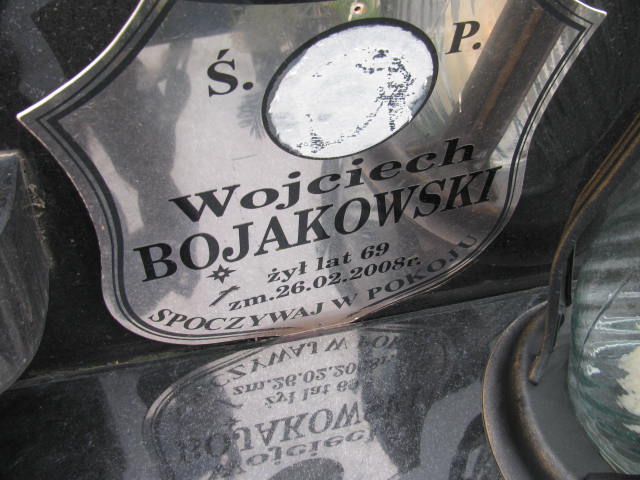 Ś. P.
Wojciech
BOJAKOWSKI
żył lat 69
zm.26.02.2008r.
SPOCZYWAJ W POKOJU